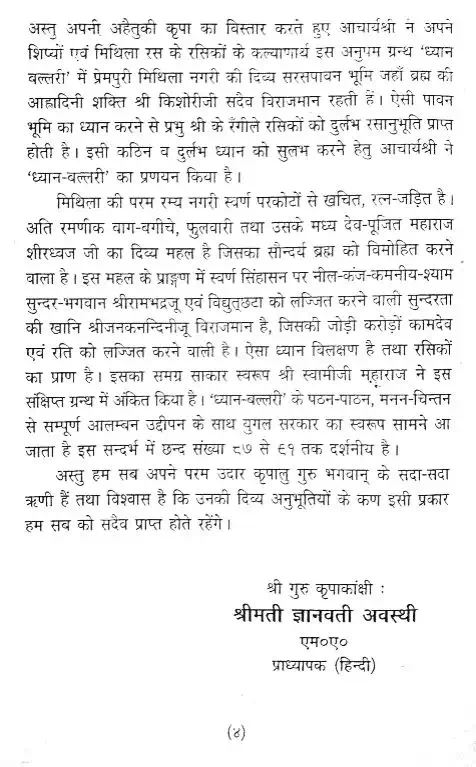 अस्तु अपनी अहैतुकी कृपा का विस्तार करते हुए आचार्यश्री ने अपने
शिष्यों एवं मिथिला रस के रसिकों के कल्याणार्थ इस अनुपम ग्रन्थ 'ध्यान
बल्लरी' में प्रेमपुरी मिथिला नगरी की दिव्य सरसपावन भूमि जहाँ ब्रह्म की
आह्रादिनी शक्ति श्री किशोरीजी सदैव विराजमान रहती हैं। ऐसी पावन
भूमि का ध्यान करने से प्रभु श्री के रँगीले रसिकों को दुर्लभ रसानुभूति प्राप्त
होती है। इसी कठिन व दुर्लभ ध्यान को सुलभ करने हेतु आचार्यश्री ने
'ध्यान-बल्लरी' का प्रणयन किया है।
मिथिला की परम रम्य नगरी स्वर्ण परकोटों से खचित, रत्न-जड़ित है।
अति रमणीक वाग-बगीचे, फुलवारी तथा उसके मध्य देव-पूजित महाराज
शीरध्वज जी का दिव्य महल है जिसका सौन्दर्य ब्रह्म को विमोहित करने
वाला है। इस महल के प्राङ्गण में स्वर्ण सिंहासन पर नील-कंज-कमनीय-श्याम
सुन्दर-भगवान श्रीरामभद्रजू एवं विद्युत्छटा को लज्जित करने वाली सुन्दरता
की खानि श्रीजनकनन्दिनीजू विराजमान है, जिसकी जोड़ी करोड़ों कामदेव
एवं रति को लज्जित करने वाली है। ऐसा ध्यान विलक्षण है तथा रसिकों
का प्राण है। इसका समग्र साकार स्वरूप श्री स्वामीजी महाराज ने इस
संक्षिप्त ग्रन्थ में अंकित किया है। 'ध्यान-बल्लरी' के पठन-पाठन, मनन-चिन्तन
से सम्पूर्ण आलम्बन उद्दीपन के साथ युगल सरकार का स्वरूप सामने आ
जाता है इस सन्दर्भ में छन्द संख्या ८७ से ९१ तक दर्शनीय है।
अस्तु हम सब अपने परम उदार कृपालु गुरु भगवान् के सदा-सदा
ऋणी हैं तथा विश्वास है कि उनकी दिव्य अनुभूतियों के कण इसी प्रकार
हम सब को सदैव प्राप्त होते रहेंगे।
श्री गुरु कृपाकांक्षी :
श्रीमती ज्ञानवती अवस्थी
एम०ए०
प्राध्यापक (हिन्दी)
(४)